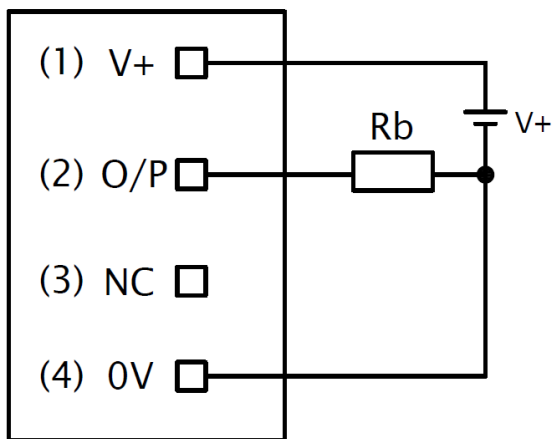 (1) V+
V+
Rb
(2) O/P
(3) NC
(4) 0V